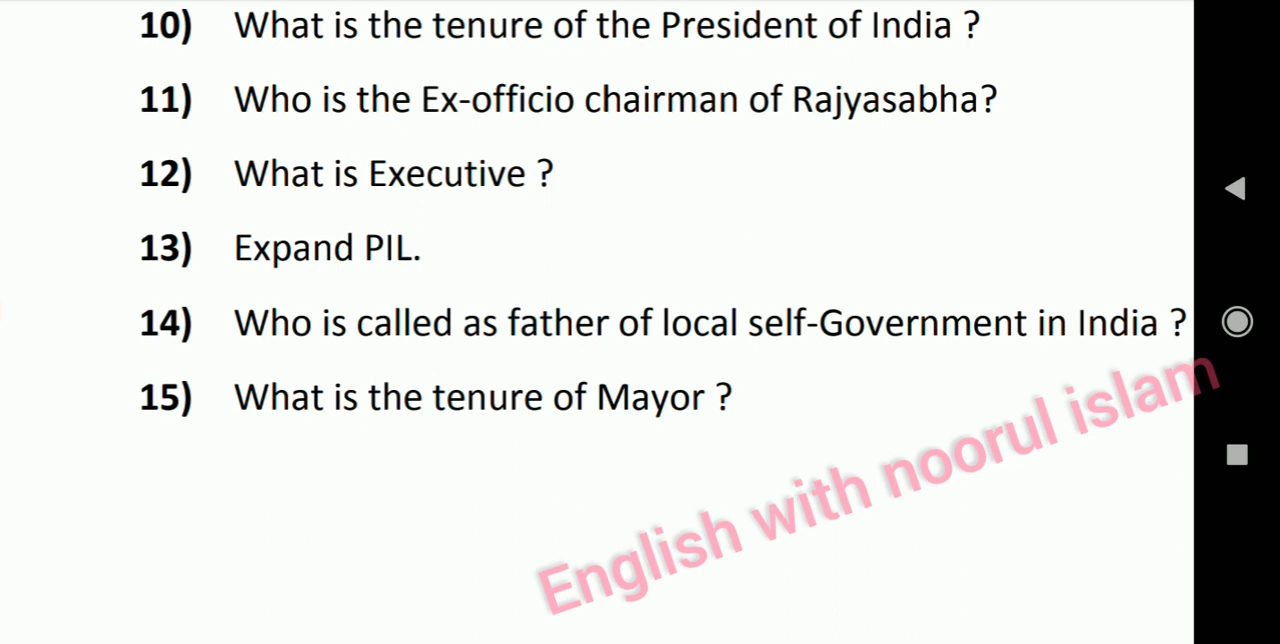 10) What is the tenure of the President of India ?
11) Who is the Ex-officio chairman of Rajyasabha?
12) What is Executive ?
13) Expand PIL.
14) Who is called as father of local self-Government in India ?
15) What is the tenure of Mayor ?
English with noorul islam